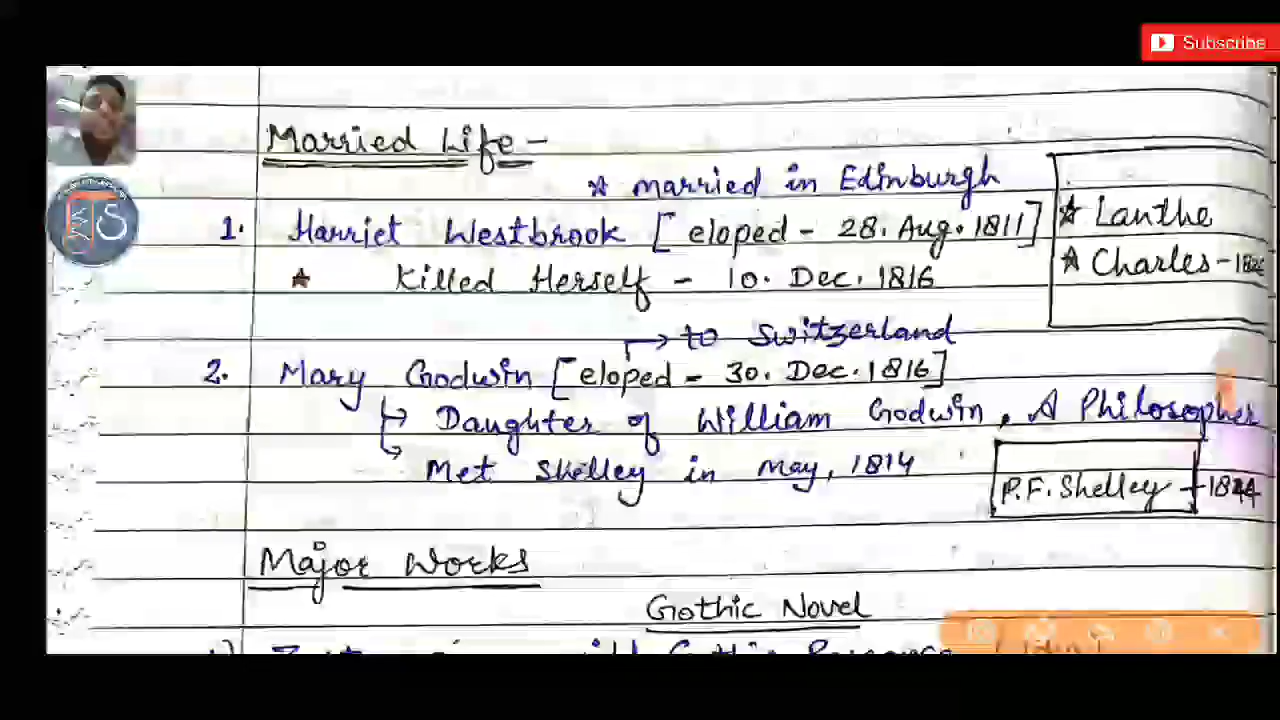 Subscribe
Married Life -
☆ married in Edinburgh
1. Harriet Westbrook [eloped - 28. Aug. 1811]
★ Killed Herself - 10. Dec. 1816
★ Lanthe
★ Charles -
→ to Switzerland
2. Mary Godwin [eloped - 30. Dec. 1816]
→ Daughter of William Godwin, A Philosopher
→ Met Shelley in May, 1814
P.F. Shelley -
Major Works
Gothic Novel